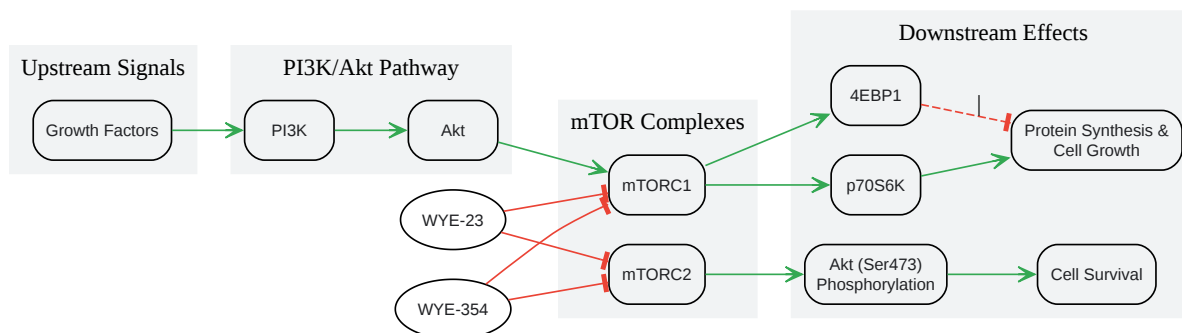 Upstream Signals
Growth Factors
PI3K/Akt Pathway
PI3K
Akt
WYE-23
WYE-354
mTOR Complexes
mTORC1
mTORC2
Downstream Effects
4EBP1
p70S6K
Protein Synthesis &
Cell Growth
Akt (Ser473)
Phosphorylation
Cell Survival